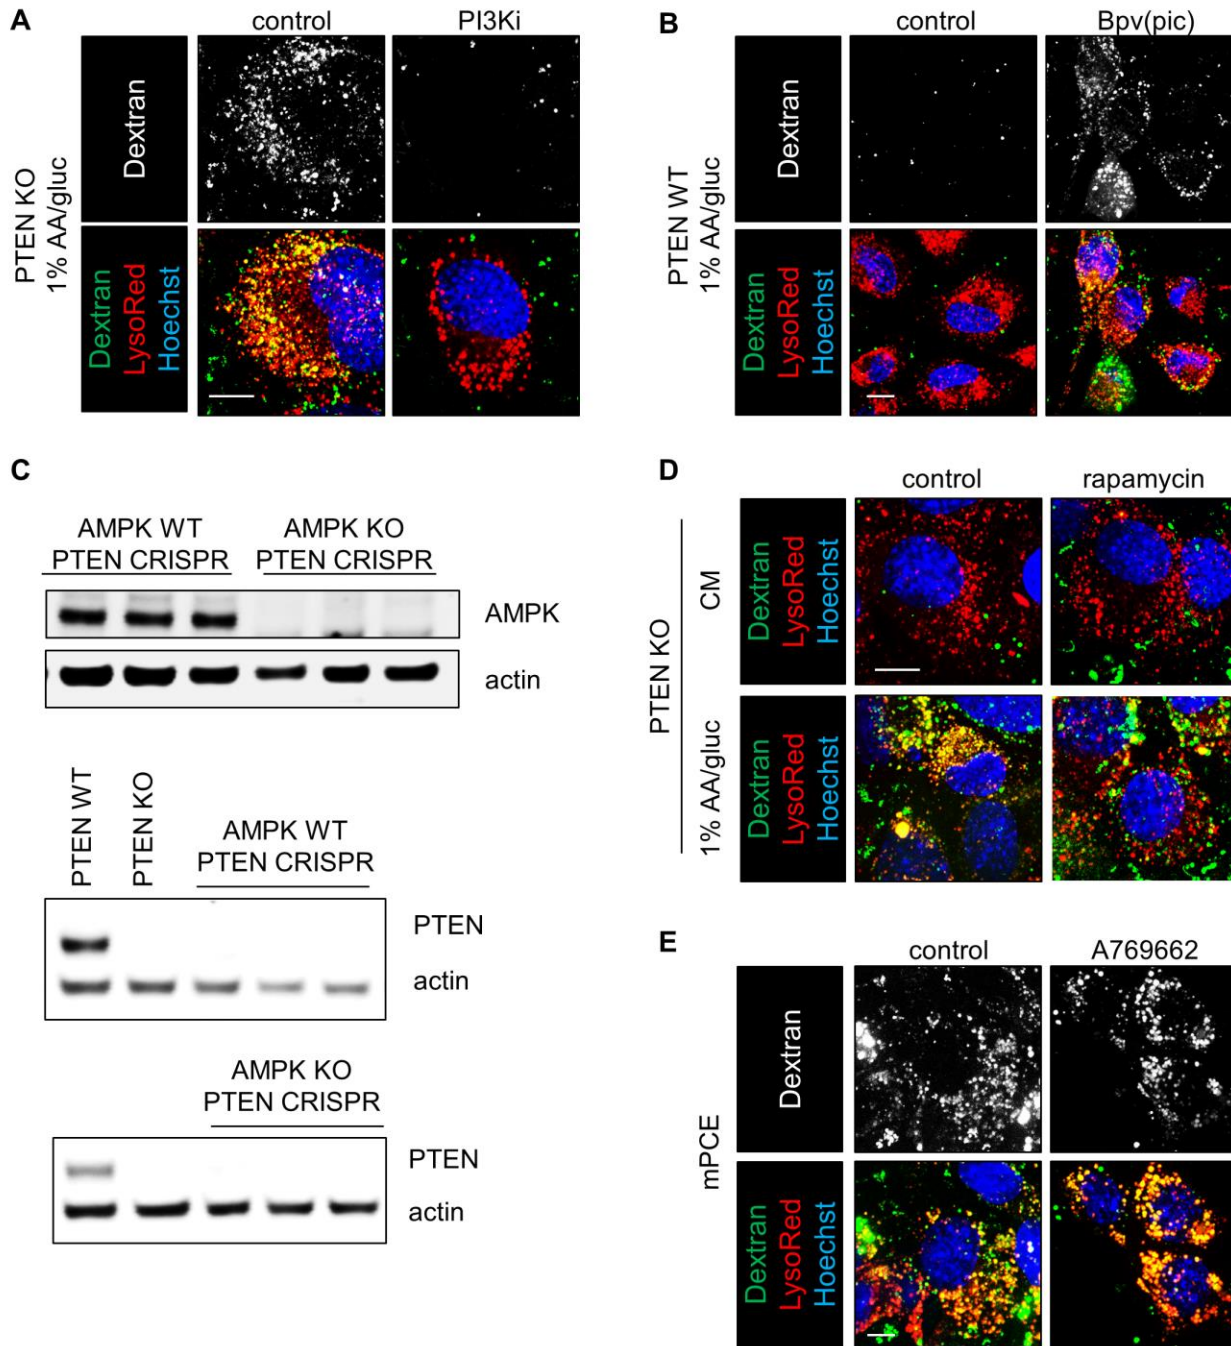 A
control
PI3Ki
PTEN KO
1% AA/gluc
Dextran
Dextran
LysoRed
Hoechst
B
control
Bpv(pic)
PTEN WT
1% AA/gluc
Dextran
Dextran
LysoRed
Hoechst
C
AMPK WT
PTEN CRISPR
AMPK KO
PTEN CRISPR
AMPK
actin
PTEN WT
PTEN KO
AMPK WT
PTEN CRISPR
PTEN
actin
AMPK KO
PTEN CRISPR
PTEN
actin
D
control
rapamycin
PTEN KO
CM
Dextran
LysoRed
Hoechst
1% AA/gluc
Dextran
LysoRed
Hoechst
E
control
A769662
mPCE
Dextran
Dextran
LysoRed
Hoechst